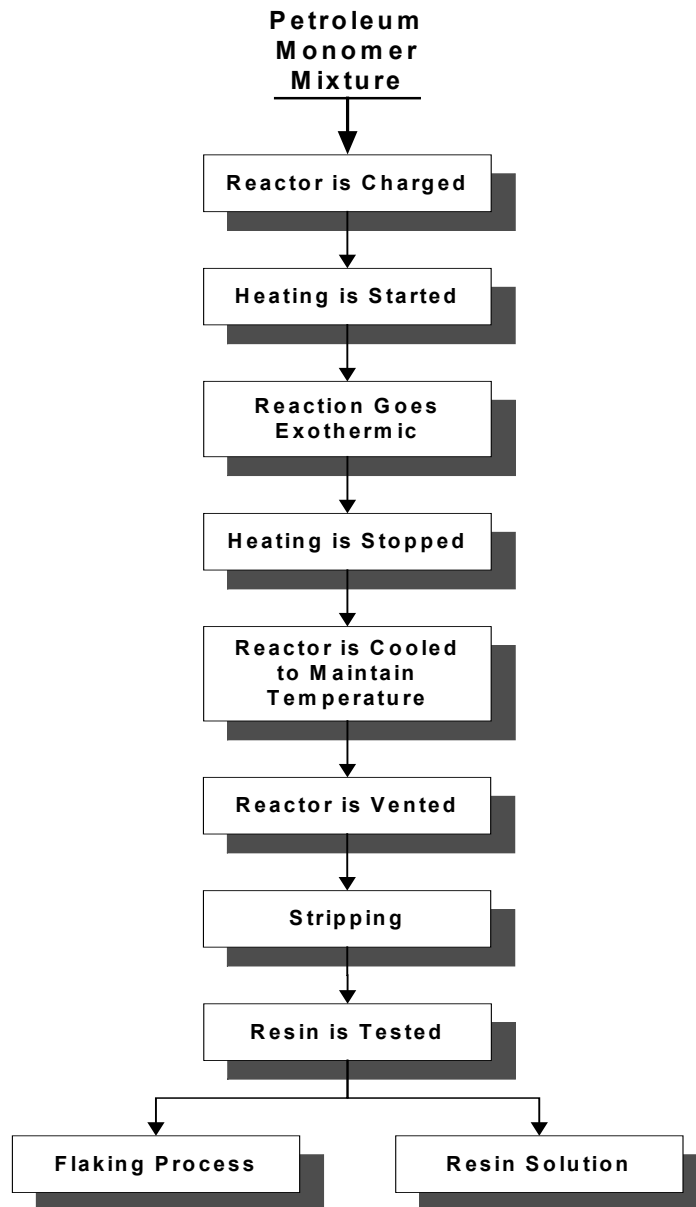 Petroleum
Monomer
Mixture
Reactor is Charged
Heating is Started
Reaction Goes
Exothermic
Heating is Stopped
Reactor is Cooled
to Maintain
Temperature
Reactor is Vented
Stripping
Resin is Tested
Flaking Process
Resin Solution